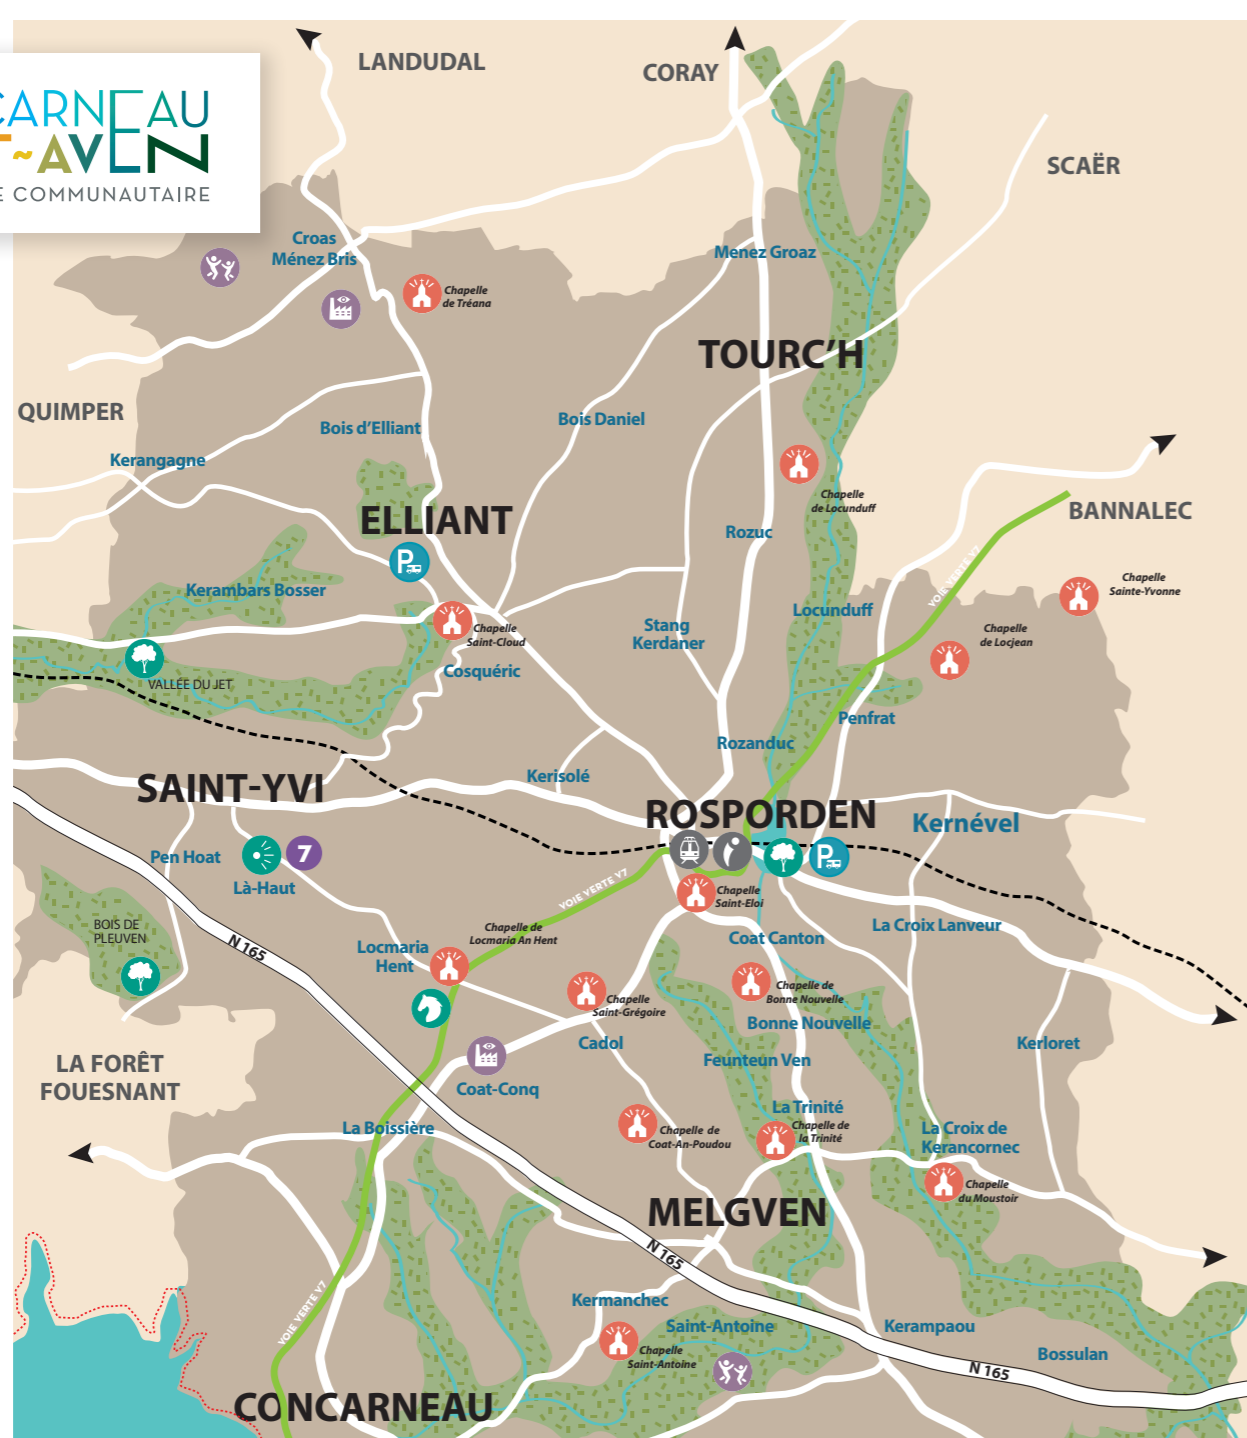 LANDUDAL
CORAY
CARNEAU
T~AVEN
E COMMUNAUTAIRE
SCAËR
Croas
Ménez Bris
Menez Groaz
Chapelle
de Tréana
TOURC'H
QUIMPER
Bois d'Elliant
Bois Daniel
Kerangagne
Chapelle
de Locunduff
ELLIANT
BANNALEC
Rozuc
P
VOIE VERTE V7
Chapelle
Sainte-Yvonne
Kerambars Bosser
Locunduff
Stang
Kerdaner
Chapelle
Saint-Cloud
Chapelle
de Locjean
Cosquéric
VALLÉE DU JET
Penfrat
Rozanduc
Kerisolé
SAINT-YVI
ROSPORDEN
Kernével
Pen Hoat
7
P
Là-Haut
VOIE VERTE V7
Chapelle
Saint-Eloi
BOIS DE
PLEUVEN
N 165
Chapelle de
Locmaria An Hent
La Croix Lanveur
Locmaria
Hent
Coat Canton
Chapelle
Saint-Grégoire
Chapelle de
Bonne Nouvelle
Bonne Nouvelle
Cadol
Kerloret
Feunteun Ven
LA FORÊT
FOUESNANT
Coat-Conq
La Trinité
La Boissière
Chapelle de
la Trinité
Chapelle de
Coat-An-Poudou
La Croix de
Kerancornec
Chapelle
du Moustoir
MELGVEN
N 165
VOIE VERTE V7
Kermanchec
Saint-Antoine
Kerampaou
Chapelle
Saint-Antoine
Bossulan
N 165
CONCARNEAU